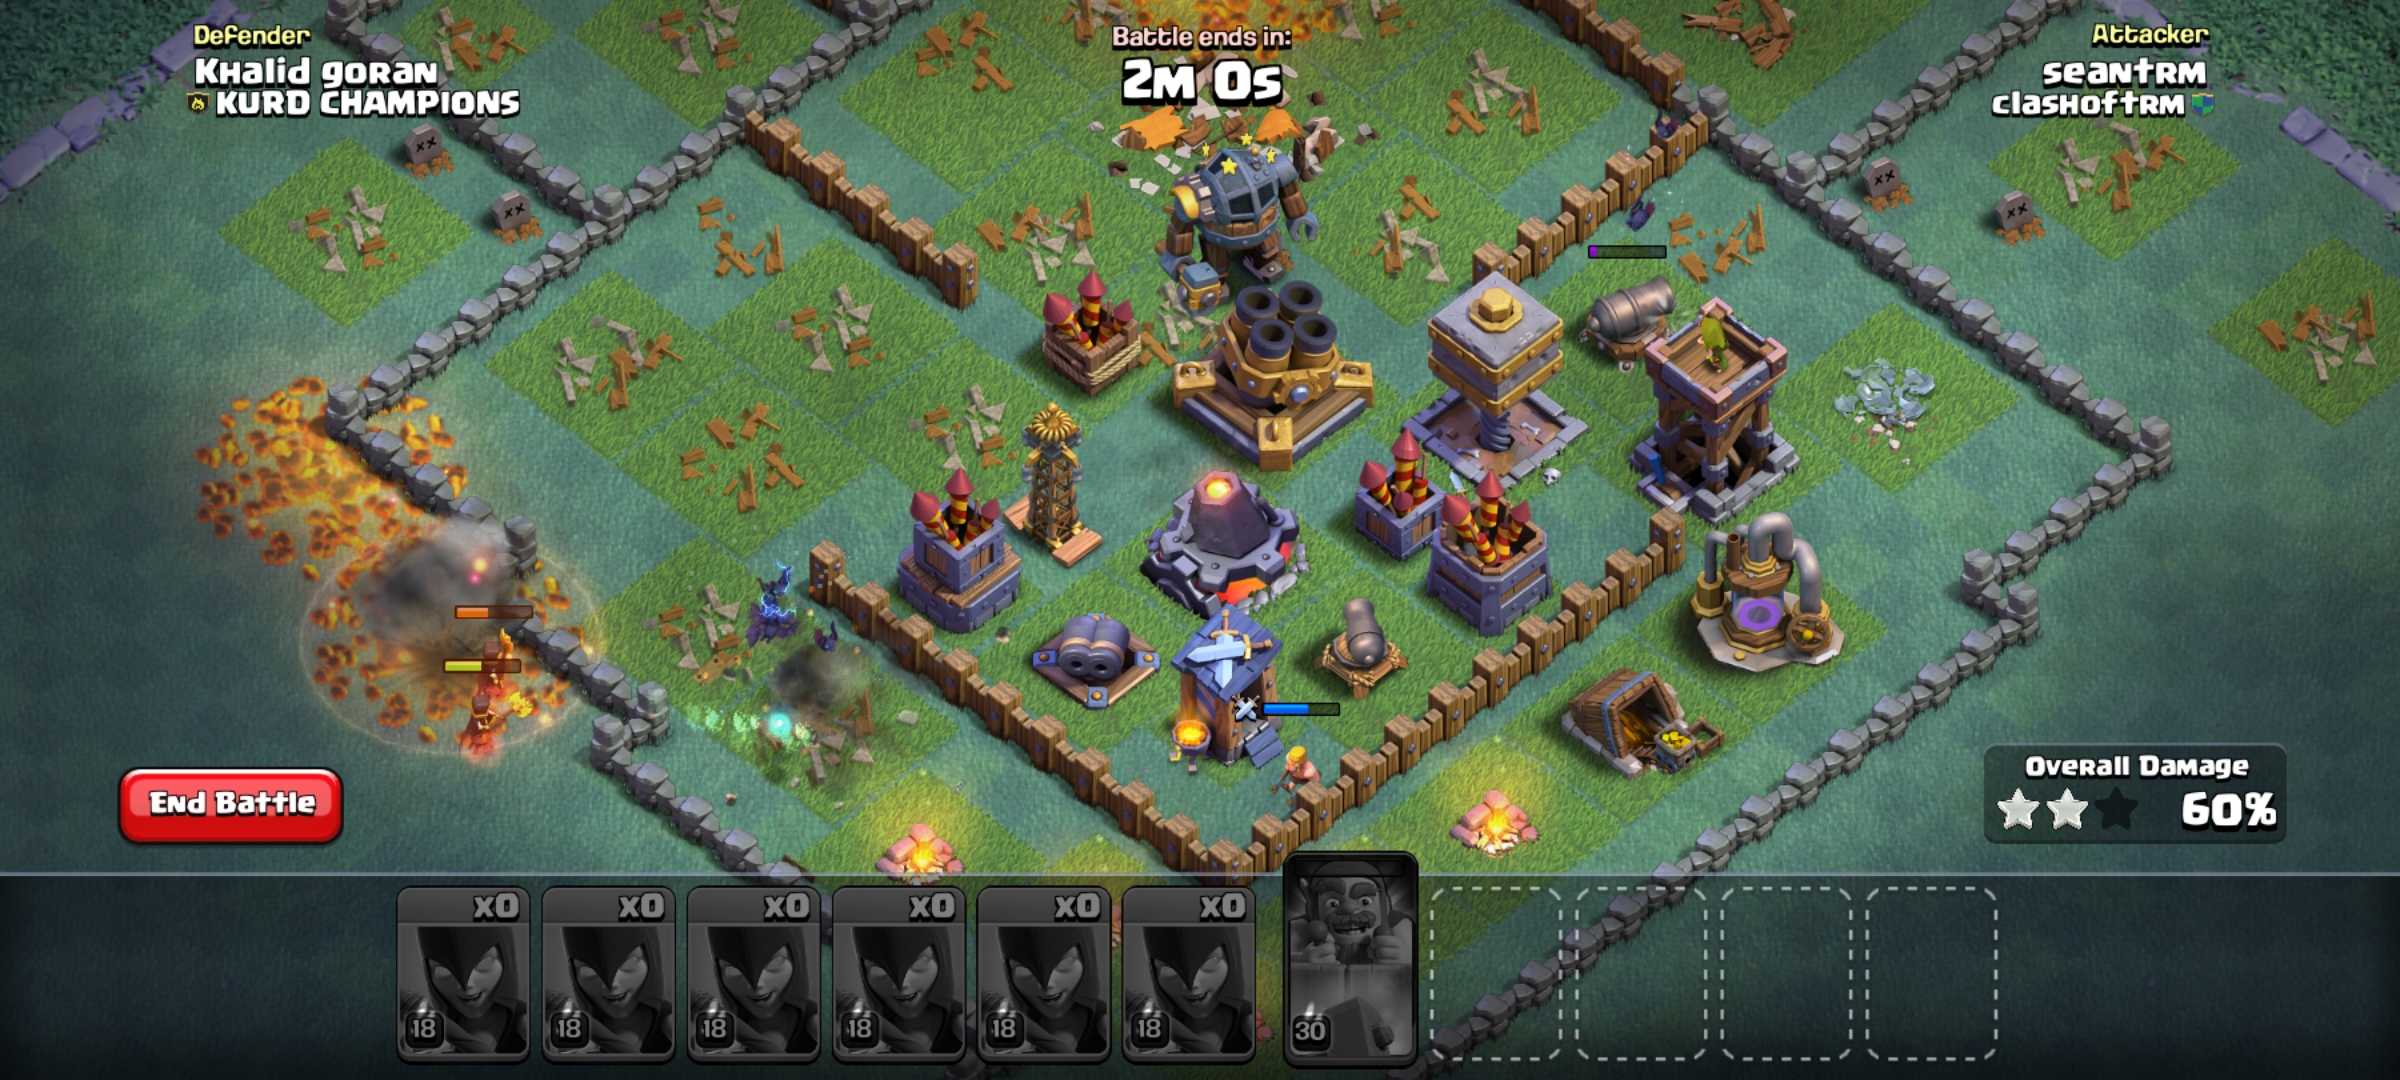 Defender
Khalid goran
KURD CHAMPIONS
Battle ends in:
2M 0s
Attacker
seantrm
clashoftrm
End Battle
Overall Damage
60%
x0
x0
x0
x0
x0
x0
18
18
18
18
18
18
30